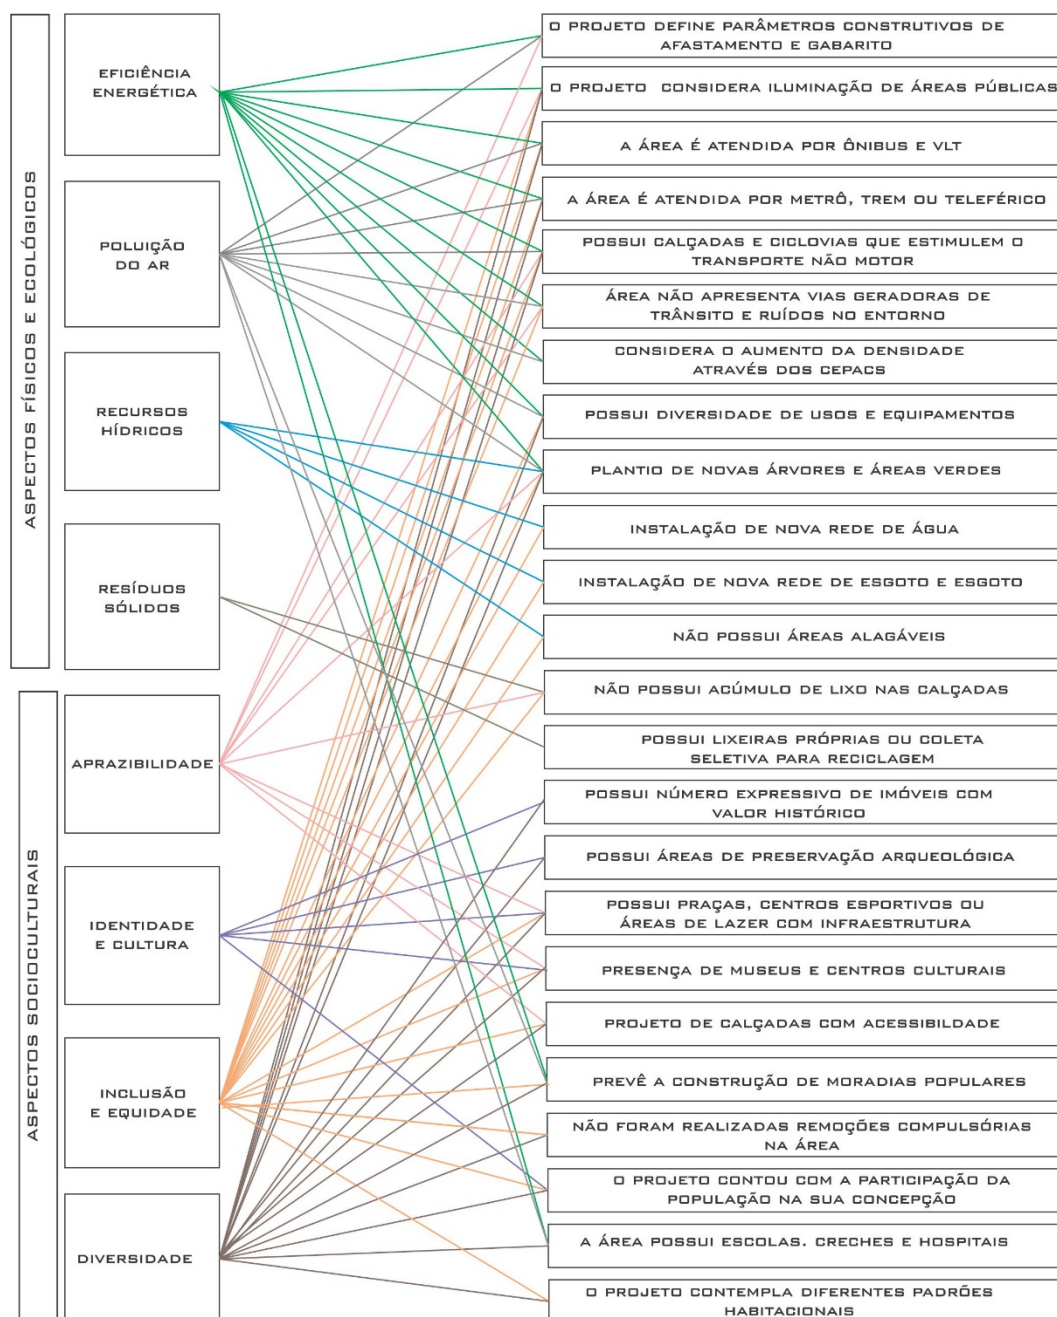 ASPECTOS FÍSICOS E ECOLÓGICOS
EFICIÊNCIA
ENERGÉTICA
POLUIÇÃO
DO AR
RECURSOS
HÍDRICOS
RESÍDUOS
SÓLIDOS
ASPECTOS SOCIOCULTURAIS
APRAZIBILIDADE
IDENTIDADE
E CULTURA
INCLUSÃO
E EQUIDADE
DIVERSIDADE
O PROJETO DEFINE PARÂMETROS CONSTRUTIVOS DE
AFASTAMENTO E GABARITO
O PROJETO CONSIDERA ILUMINAÇÃO DE ÁREAS PÚBLICAS
A ÁREA É ATENDIDA POR ÔNIBUS E VLT
A ÁREA É ATENDIDA POR METRÔ, TREM OU TELEFÉRICO
POSSUI CALÇADAS E CICLOVIAS QUE ESTIMULEM O
TRANSPORTE NÃO MOTOR
ÁREA NÃO APRESENTA VIAS GERADORAS DE
TRÂNSITO E RUÍDOS NO ENTORNO
CONSIDERA O AUMENTO DA DENSIDADE
ATRAVÉS DOS CEPACS
POSSUI DIVERSIDADE DE USOS E EQUIPAMENTOS
PLANTIO DE NOVAS ÁRVORES E ÁREAS VERDES
INSTALAÇÃO DE NOVA REDE DE ÁGUA
INSTALAÇÃO DE NOVA REDE DE ESGOTO E ESGOTO
NÃO POSSUI ÁREAS ALAGÁVEIS
NÃO POSSUI ACÚMULO DE LIXO NAS CALÇADAS
POSSUI LIXEIRAS PRÓPRIAS OU COLETA
SELETIVA PARA RECICLAGEM
POSSUI NÚMERO EXPRESSIVO DE IMÓVEIS COM
VALOR HISTÓRICO
POSSUI ÁREAS DE PRESERVAÇÃO ARQUEOLÓGICA
POSSUI PRAÇAS, CENTROS ESPORTIVOS OU
ÁREAS DE LAZER COM INFRAESTRUTURA
PRESENÇA DE MUSEUS E CENTROS CULTURAIS
PROJETO DE CALÇADAS COM ACESSIBILDADE
PREVÊ A CONSTRUÇÃO DE MORADIAS POPULARES
NÃO FORAM REALIZADAS REMOÇÕES COMPULSÓRIAS
NA ÁREA
O PROJETO CONTOU COM A PARTICIPAÇÃO DA
POPULAÇÃO NA SUA CONCEPÇÃO
A ÁREA POSSUI ESCOLAS. CRECHES E HOSPITAIS
O PROJETO CONTEMPLA DIFERENTES PADRÕES
HABITACIONAIS